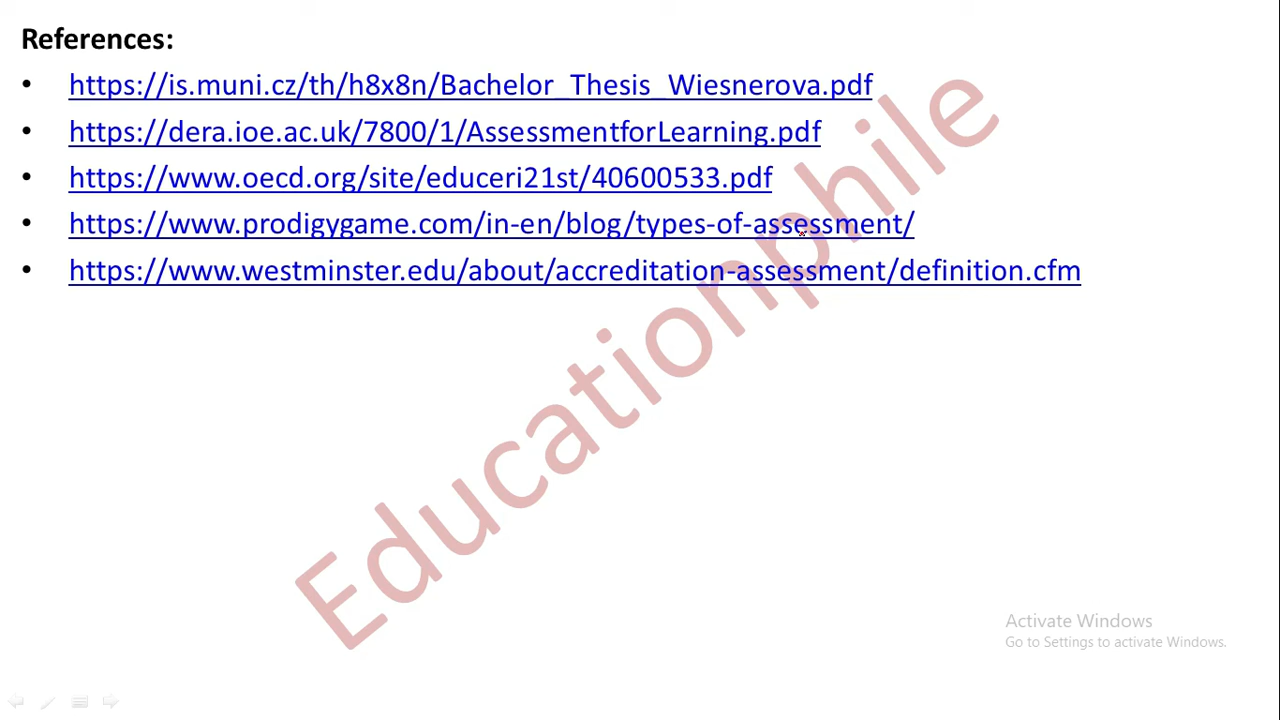 References:
• https://is.muni.cz/th/h8x8n/Bachelor_Thesis_Wiesnerova.pdf
• https://dera.ioe.ac.uk/7800/1/AssessmentforLearning.pdf
• https://www.oecd.org/site/educeri21st/40600533.pdf
• https://www.prodigygame.com/in-en/blog/types-of-assessment/
• https://www.westminster.edu/about/accreditation-assessment/definition.cfm
Educationphile
Activate Windows
Go to Settings to activate Windows.